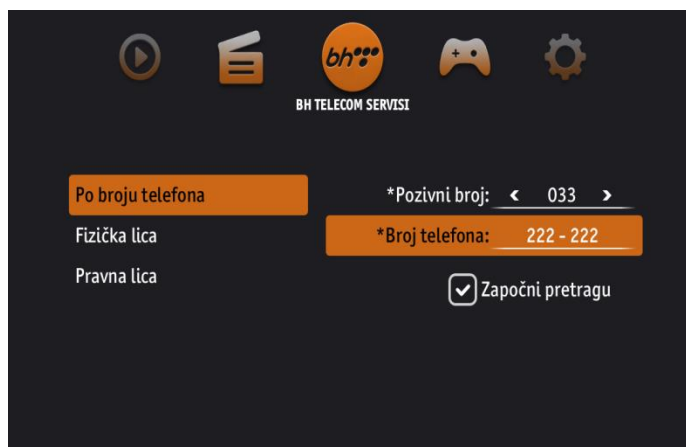 bh
BH TELECOM SERVISI
Po broju telefona
*Pozivni broj: < 033 >
Fizička lica
*Broj telefona: 222 - 222
Pravna lica
Započni pretragu